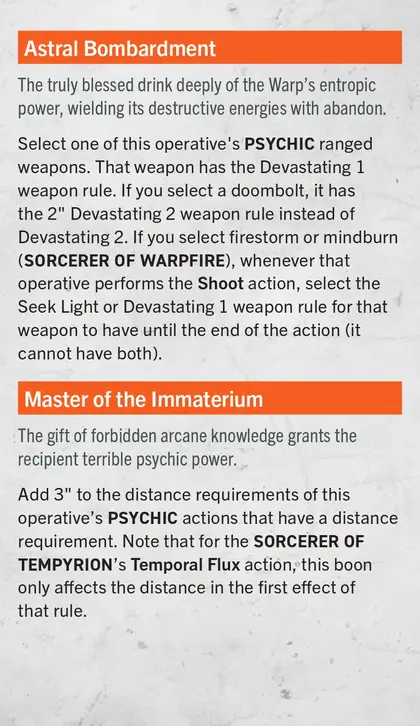 Astral Bombardment
The truly blessed drink deeply of the Warp's entropic
power, wielding its destructive energies with abandon.
Select one of this operative's PSYCHIC ranged
weapons. That weapon has the Devastating 1
weapon rule. If you select a doombolt, it has
the 2" Devastating 2 weapon rule instead of
Devastating 2. If you select firestorm or mindburn
(SORCERER OF WARPFIRE), whenever that
operative performs the Shoot action, select the
Seek Light or Devastating 1 weapon rule for that
weapon to have until the end of the action (it
cannot have both).
Master of the Immaterium
The gift of forbidden arcane knowledge grants the
recipient terrible psychic power.
Add 3" to the distance requirements of this
operative's PSYCHIC actions that have a distance
requirement. Note that for the SORCERER OF
TEMPYRION's Temporal Flux action, this boon
only affects the distance in the first effect of
that rule.